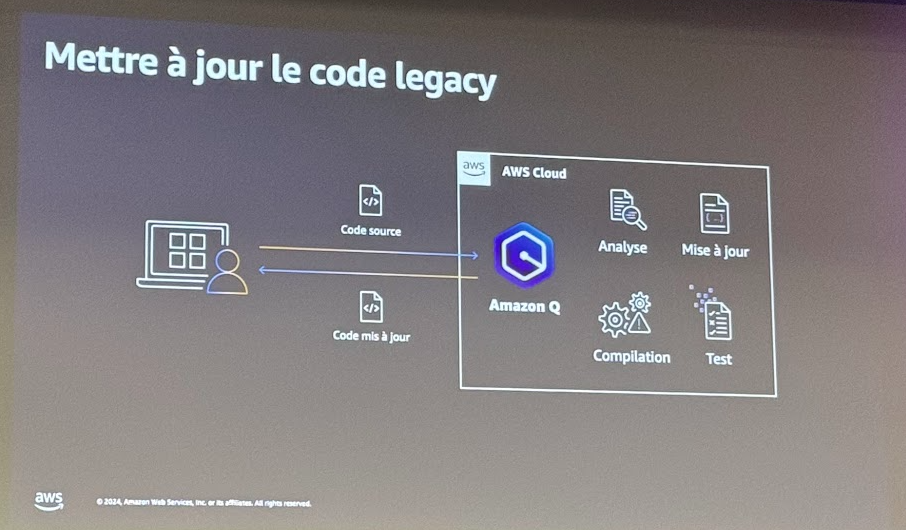 Mettre à jour le code legacy
aws
AWS Cloud
Code source
Analyse
Mise à jour
Amazon Q
Code mis à jour
Compilation
Test
aws
© 2024, Amazon Web Services, Inc. or its affiliates. All rights reserved.